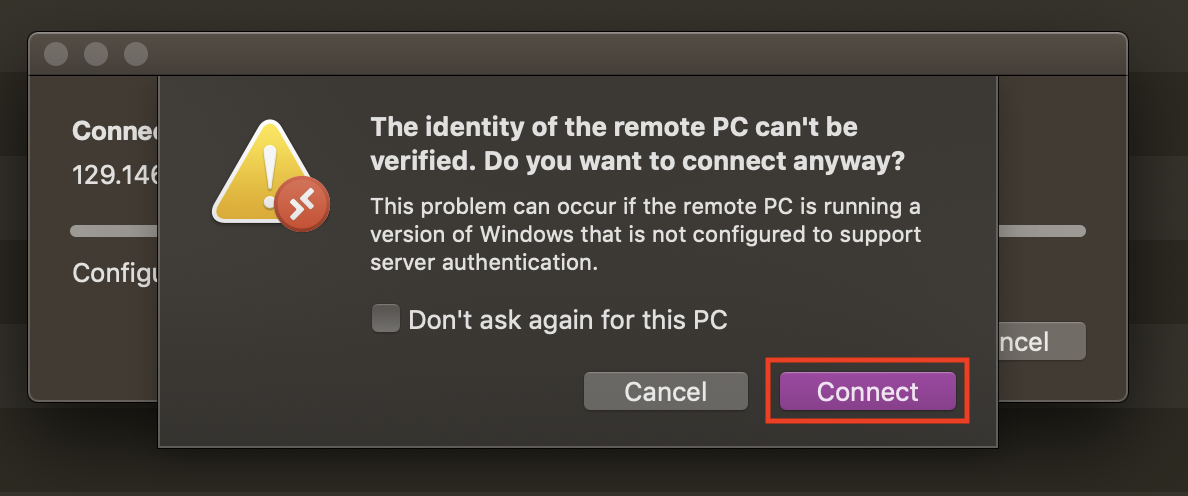 The identity of the remote PC can't be
verified. Do you want to connect anyway?
This problem can occur if the remote PC is running a
version of Windows that is not configured to support
server authentication.
Don't ask again for this PC
Cancel
Connect
Connec
129.146
Configu
ncel